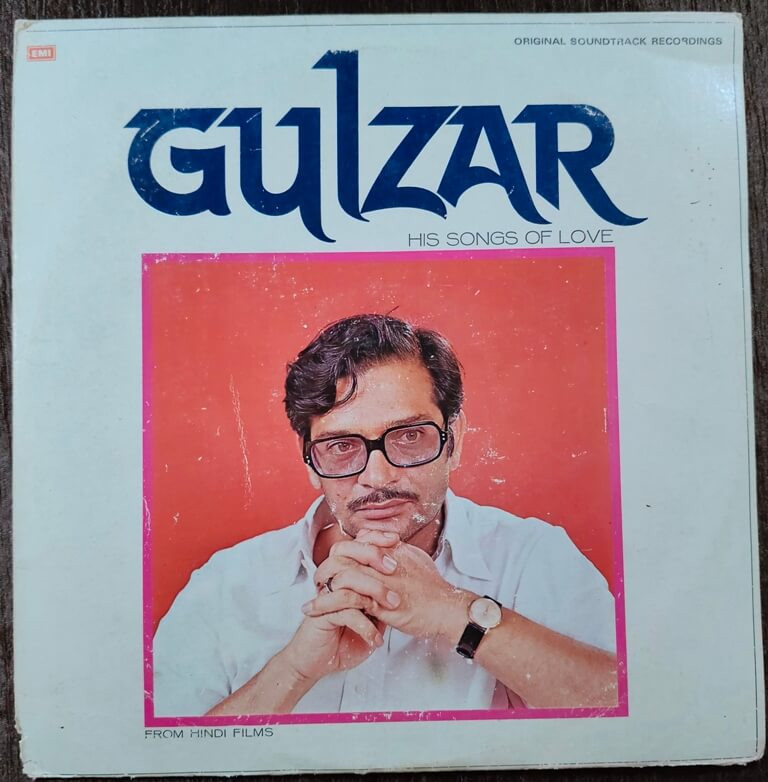 EMI
ORIGINAL SOUNDTRACK RECORDINGS
GULZAR
HIS SONGS OF LOVE
FROM HINDI FILMS